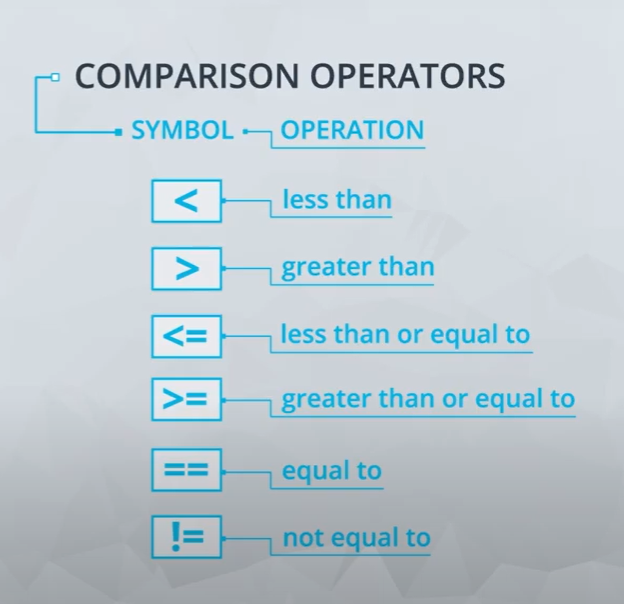 COMPARISON OPERATORS
SYMBOL OPERATION
< less than
> greater than
<= less than or equal to
>= greater than or equal to
== equal to
!= not equal to